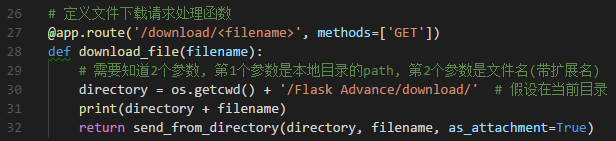 26 # 定义文件下载请求处理函数
27 @app.route('/download/<filename>', methods=['GET'])
28 def download_file(filename):
29     # 需要知道2个参数, 第1个参数是本地目录的path, 第2个参数是文件名(带扩展名)
30     directory = os.getcwd() + '/Flask Advance/download/'  # 假设在当前目录
31     print(directory + filename)
32     return send_from_directory(directory, filename, as_attachment=True)